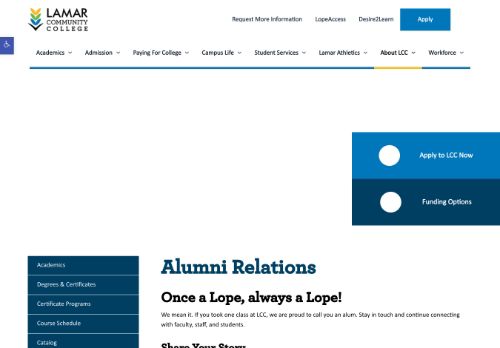 LAMAR
COMMUNITY
COLLEGE
Request More Information
LopeAccess
Desire2Learn
Apply
Academics
Admission
Paying For College
Campus Life
Student Services
Lamar Athletics
About LCC
Workforce
Apply to LCC Now
Funding Options
Academics
Degrees & Certificates
Certificate Programs
Course Schedule
Catalog
Alumni Relations
Once a Lope, always a Lope!
We mean it. If you took one class at LCC, we are proud to call you an alum. Stay in touch and continue connecting
with faculty, staff, and students.
Share Your Story